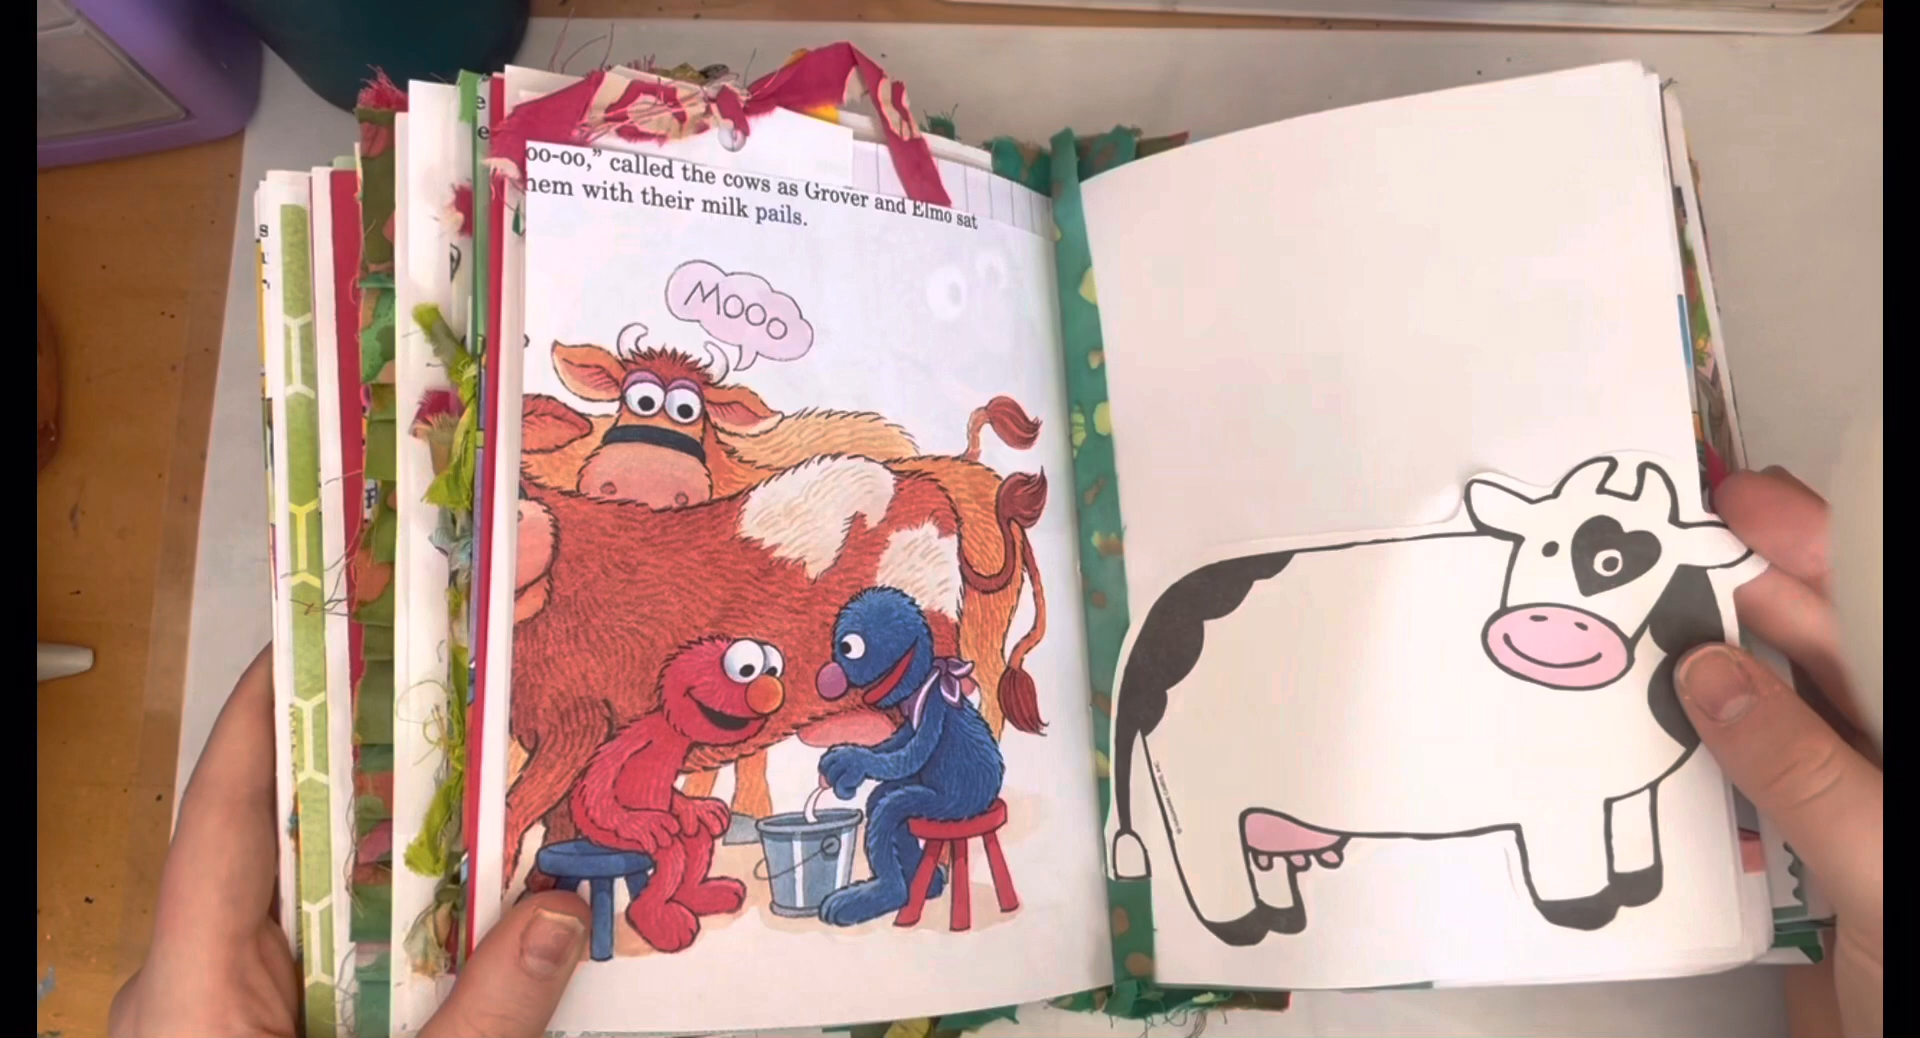 oo-oo,” called the cows as Grover and Elmo sat
hem with their milk pails.
MOOO
e
e
s